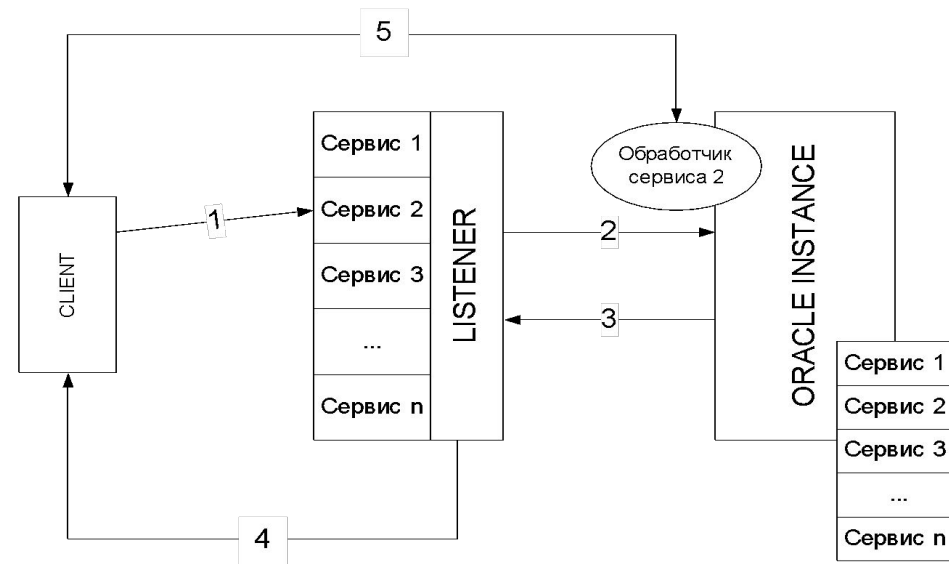 5
Сервис 1
Сервис 2
Сервис 3
...
Сервис n
LISTENER
CLIENT
1
2
3
4
Обработчик
сервиса 2
ORACLE INSTANCE
Сервис 1
Сервис 2
Сервис 3
...
Сервис n